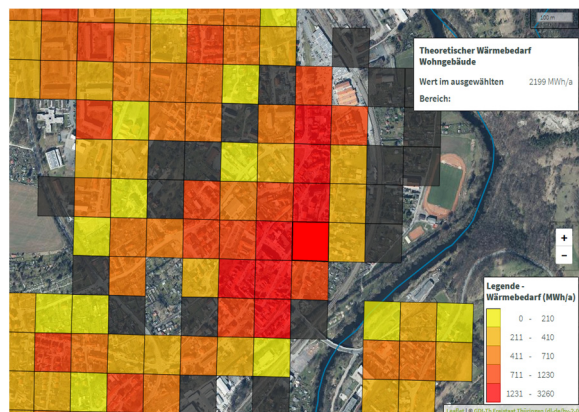 100 m
Theoretischer Wärmebedarf
Wohngebäude
Wert im ausgewählten 2199 MWh/a
Bereich:
+
−
Legende -
Wärmebedarf (MWh/a)
0 - 210
211 - 410
411 - 710
711 - 1230
1231 - 3260
Leaflet | ©